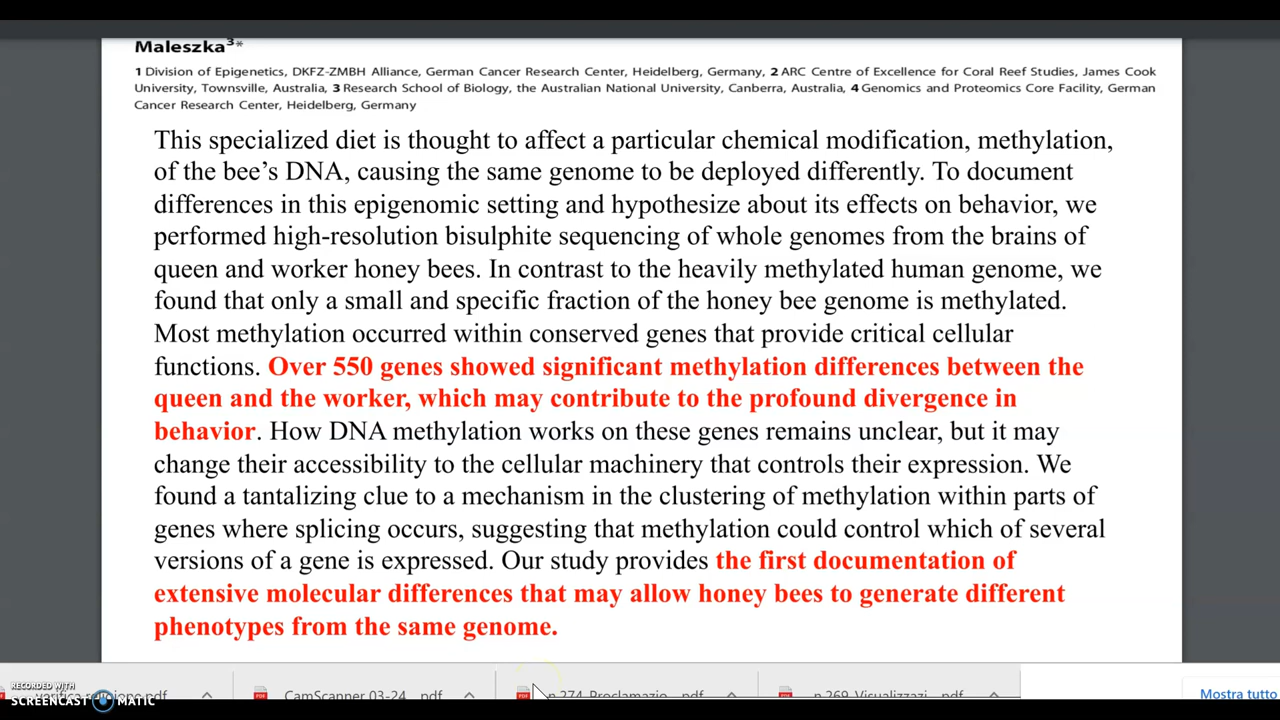 Maleszka3*
1 Division of Epigenetics, DKFZ-ZMBH Alliance, German Cancer Research Center, Heidelberg, Germany, 2 ARC Centre of Excellence for Coral Reef Studies, James Cook
University, Townsville, Australia, 3 Research School of Biology, the Australian National University, Canberra, Australia, 4 Genomics and Proteomics Core Facility, German
Cancer Research Center, Heidelberg, Germany
This specialized diet is thought to affect a particular chemical modification, methylation,
of the bee's DNA, causing the same genome to be deployed differently. To document
differences in this epigenomic setting and hypothesize about its effects on behavior, we
performed high-resolution bisulphite sequencing of whole genomes from the brains of
queen and worker honey bees. In contrast to the heavily methylated human genome, we
found that only a small and specific fraction of the honey bee genome is methylated.
Most methylation occurred within conserved genes that provide critical cellular
functions. Over 550 genes showed significant methylation differences between the
queen and the worker, which may contribute to the profound divergence in
behavior. How DNA methylation works on these genes remains unclear, but it may
change their accessibility to the cellular machinery that controls their expression. We
found a tantalizing clue to a mechanism in the clustering of methylation within parts of
genes where splicing occurs, suggesting that methylation could control which of several
versions of a gene is expressed. Our study provides the first documentation of
extensive molecular differences that may allow honey bees to generate different
phenotypes from the same genome.
CamScanner 03-24....pdf
n.274_Proclamazio....pdf
n.269_Visualizzazi....pdf
Mostra tutto
RECORDED WITH
SCREENCAST MATIC